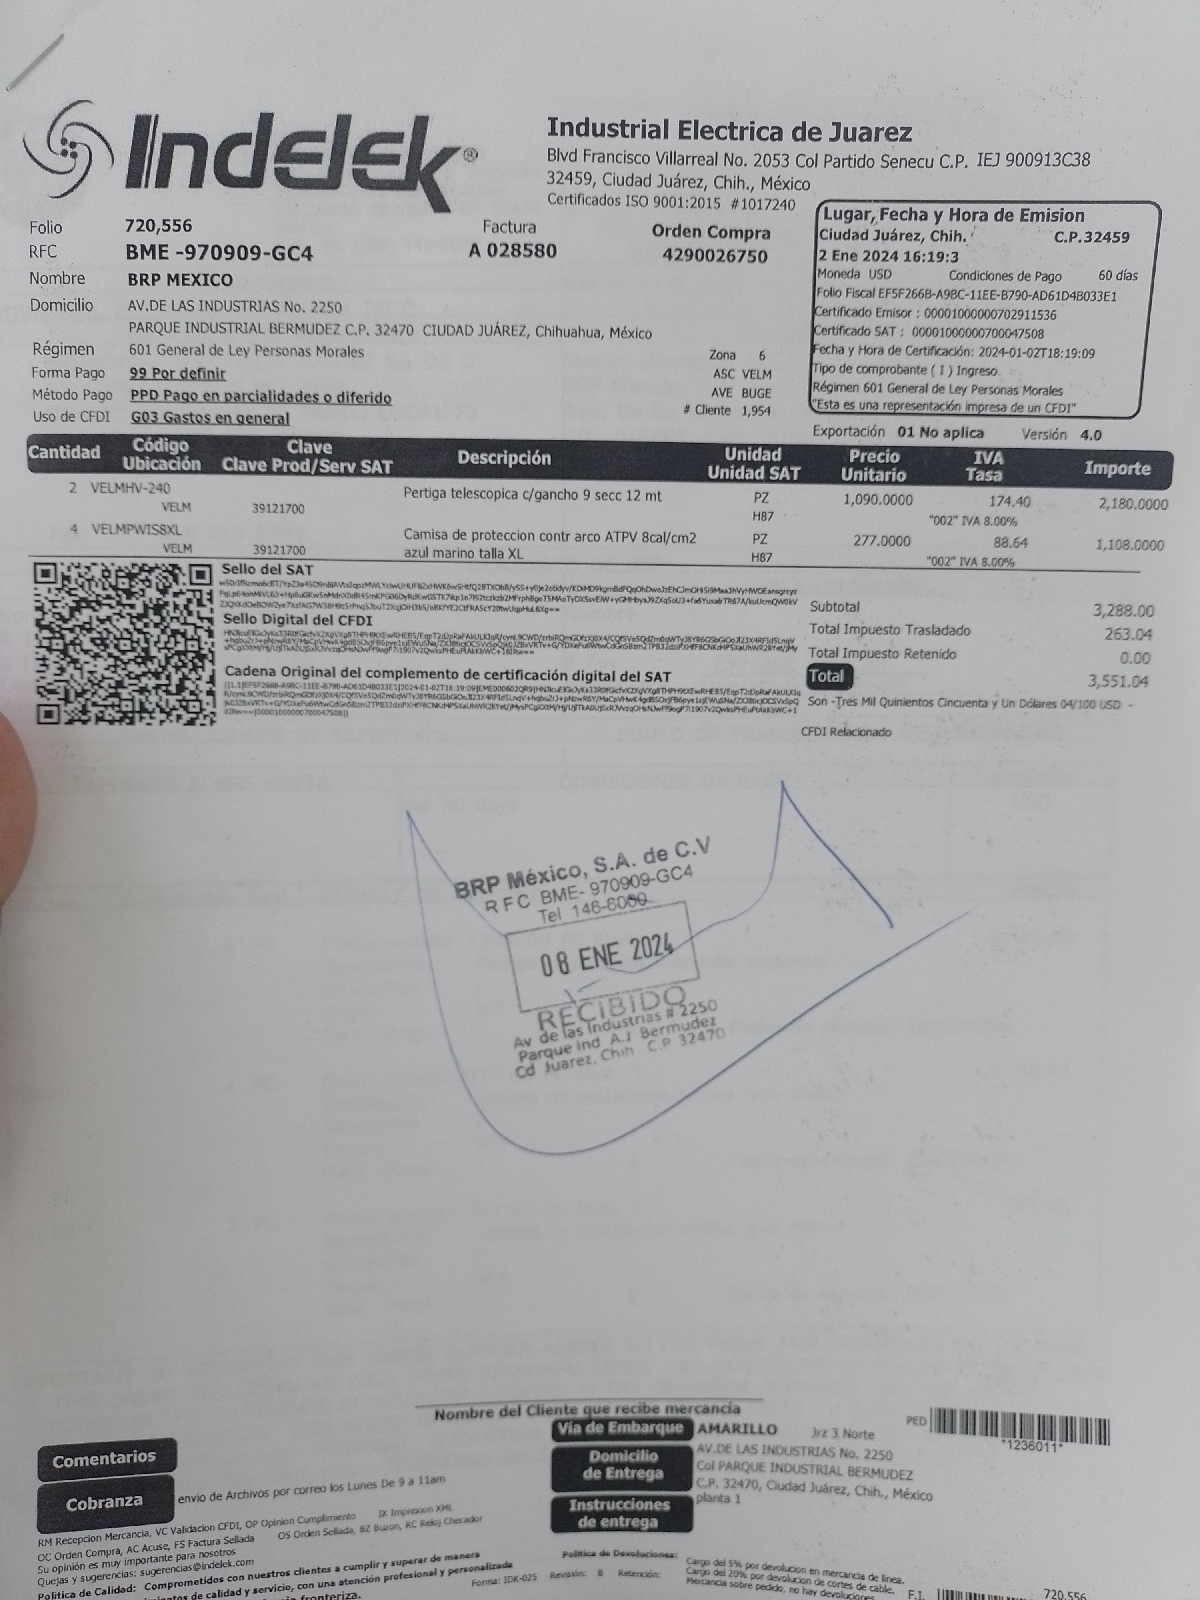 Indelek®
Industrial Electrica de Juarez
Blvd Francisco Villarreal No. 2053 Col Partido Senecu C.P. IEJ 900913C38
32459, Ciudad Juárez, Chih., México
Certificados ISO 9001:2015 #1017240
Folio 720,556 Factura Orden Compra
RFC BME -970909-GC4 A 028580 4290026750
Nombre BRP MEXICO
Domicilio AV.DE LAS INDUSTRIAS No. 2250
PARQUE INDUSTRIAL BERMUDEZ C.P. 32470 CIUDAD JUÁREZ, Chihuahua, México
Régimen 601 General de Ley Personas Morales
Forma Pago 99 Por definir
Método Pago PPD Pago en parcialidades o diferido
Uso de CFDI G03 Gastos en general
Zona 6
ASC VELM
AVE BUGE
# Cliente 1,954
Lugar, Fecha y Hora de Emision
Ciudad Juárez, Chih. C.P.32459
2 Ene 2024 16:19:3
Moneda USD Condiciones de Pago 60 días
Folio Fiscal EF5F266B-A9BC-11EE-B790-AD61D4B033E1
Certificado Emisor : 00001000000702911536
Certificado SAT : 00001000000700047508
Fecha y Hora de Certificación: 2024-01-02T18:19:09
Tipo de comprobante ( I ) Ingreso
Régimen 601 General de Ley Personas Morales
"Esta es una representación impresa de un CFDI"
Exportación 01 No aplica Versión 4.0
Cantidad Código Ubicación Clave Clave Prod/Serv SAT Descripción Unidad Unidad SAT Precio Unitario IVA Tasa Importe
2 VELMHV-240 Pertiga telescopica c/gancho 9 secc 12 mt PZ 1,090.0000 174.40 2,180.0000
VELM 39121700 H87 "002" IVA 8.00%
4 VELMPWIS8XL Camisa de proteccion contr arco ATPV 8cal/cm2 PZ 277.0000 88.64 1,108.0000
VELM 39121700 azul marino talla XL H87 "002" IVA 8.00%
Sello del SAT
Sello Digital del CFDI
Cadena Original del complemento de certificación digital del SAT
Subtotal 3,288.00
Total Impuesto Trasladado 263.04
Total Impuesto Retenido 0.00
Total 3,551.04
Son -Tres Mil Quinientos Cincuenta y Un Dólares 04/100 USD -
CFDI Relacionado
BRP México, S.A. de C.V
RFC BME- 970909-GC4
Tel 146-6000
08 ENE 2024
RECIBIDO
Av de las Industrias # 2250
Parque Ind A.J Bermudez
Cd Juarez, Chih C.P 32470
Nombre del Cliente que recibe mercancía
Vía de Embarque AMARILLO Jrz 3 Norte
PED *1236011*
Domicilio de Entrega
AV.DE LAS INDUSTRIAS No. 2250
Col PARQUE INDUSTRIAL BERMUDEZ
C.P. 32470, Ciudad Juárez, Chih., México
Instrucciones de entrega planta 1
Comentarios
Cobranza envio de Archivos por correo los Lunes De 9 a 11am
RM Recepcion Mercancia, VC Validacion CFDI, OP Opinion Cumplimiento IX Impresion XML
OC Orden Compra, AC Acuse, FS Factura Sellada OS Orden Sellada, BZ Buzon, RC Reloj Checador
Su opinión es muy importante para nosotros
Quejas y sugerencias: sugerencias@indelek.com
Política de Calidad: Comprometidos con nuestros clientes a cumplir y superar de manera
de calidad y servicio, con una atención profesional y personalizada
fronteriza.
Forma: IDK-025 Revisión: 8 Retención:
Política de Devoluciones:
Cargo del 5% por devolucion en mercancia de linea.
Cargo del 20% por devolucion de cortes de cable.
Mercancia sobre pedido, no hay devoluciones.
720,556